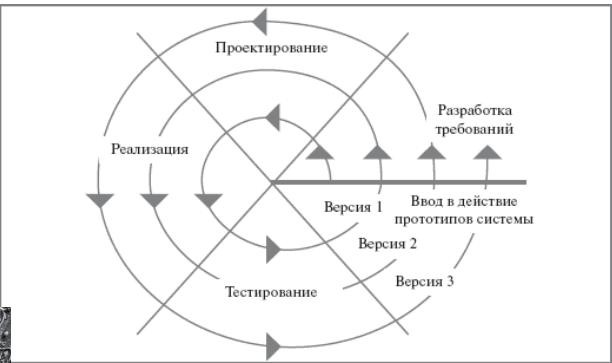 Проектирование
Разработка
требований
Реализация
Версия 1
Ввод в действие
прототипов системы
Версия 2
Версия 3
Тестирование